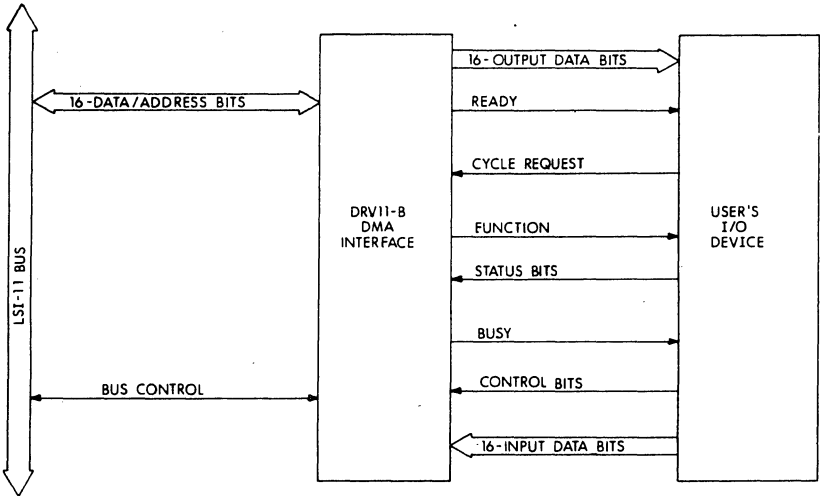 16-OUTPUT DATA BITS
16-DATA/ADDRESS BITS
READY
CYCLE REQUEST
DRV11-B
DMA
INTERFACE
USER'S
I/O
DEVICE
FUNCTION
STATUS BITS
LSI-11 BUS
BUSY
BUS CONTROL
CONTROL BITS
16-INPUT DATA BITS